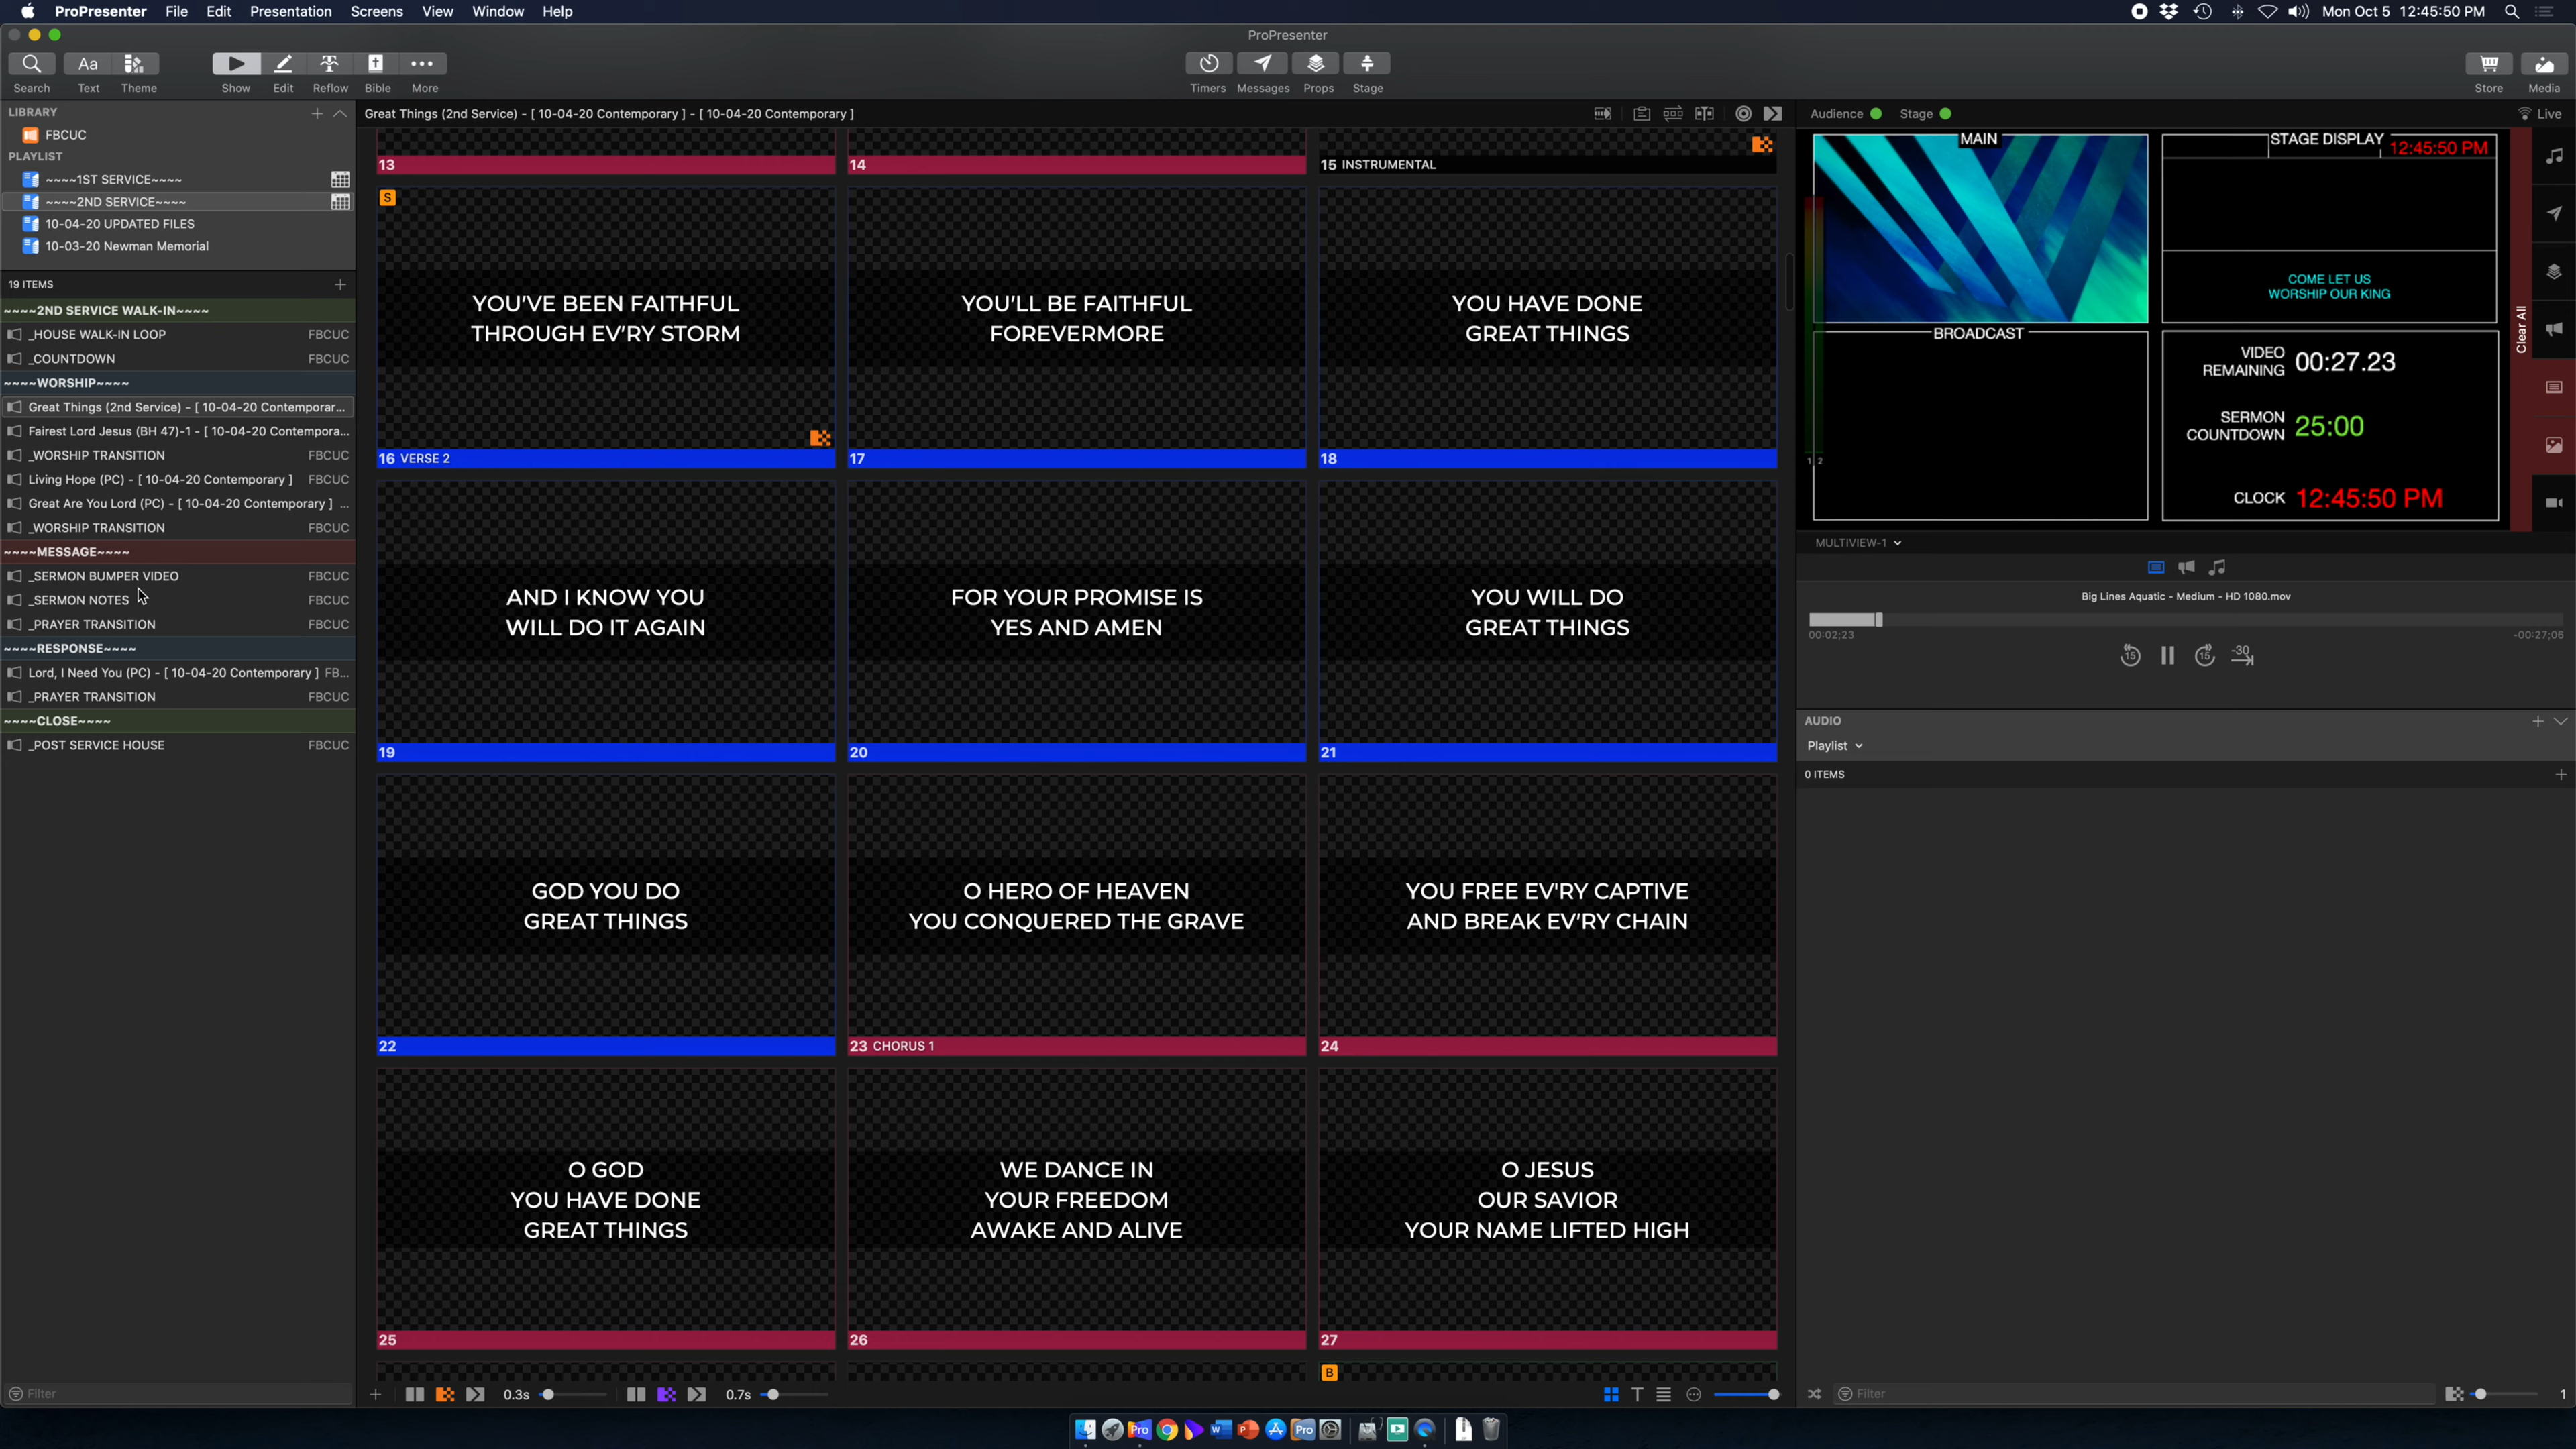 ProPresenter File Edit Presentation Screens View Window Help
Mon Oct 5 12:45:50 PM
ProPresenter
Aa
Search Text Theme Show Edit Reflow Bible More
Timers Messages Props Stage
Store Media
LIBRARY
FBCUC
PLAYLIST
~~~~1ST SERVICE~~~~
~~~~2ND SERVICE~~~~
10-04-20 UPDATED FILES
10-03-20 Newman Memorial
19 ITEMS
~~~~2ND SERVICE WALK-IN~~~~
_HOUSE WALK-IN LOOP FBCUC
_COUNTDOWN FBCUC
~~~~WORSHIP~~~~
Great Things (2nd Service) - [ 10-04-20 Contemporar...
Fairest Lord Jesus (BH 47)-1 - [ 10-04-20 Contempora...
_WORSHIP TRANSITION FBCUC
Living Hope (PC) - [ 10-04-20 Contemporary ] FBCUC
Great Are You Lord (PC) - [ 10-04-20 Contemporary ] ...
_WORSHIP TRANSITION FBCUC
~~~~MESSAGE~~~~
_SERMON BUMPER VIDEO FBCUC
_SERMON NOTES FBCUC
_PRAYER TRANSITION FBCUC
~~~~RESPONSE~~~~
Lord, I Need You (PC) - [ 10-04-20 Contemporary ] FB...
_PRAYER TRANSITION FBCUC
~~~~CLOSE~~~~
_POST SERVICE HOUSE FBCUC
Filter
Great Things (2nd Service) - [ 10-04-20 Contemporary ] - [ 10-04-20 Contemporary ]
13
14
15 INSTRUMENTAL
S
YOU'VE BEEN FAITHFUL
THROUGH EV'RY STORM
16 VERSE 2
YOU'LL BE FAITHFUL
FOREVERMORE
17
YOU HAVE DONE
GREAT THINGS
18
AND I KNOW YOU
WILL DO IT AGAIN
19
FOR YOUR PROMISE IS
YES AND AMEN
20
YOU WILL DO
GREAT THINGS
21
GOD YOU DO
GREAT THINGS
22
O HERO OF HEAVEN
YOU CONQUERED THE GRAVE
23 CHORUS 1
YOU FREE EV'RY CAPTIVE
AND BREAK EV'RY CHAIN
24
O GOD
YOU HAVE DONE
GREAT THINGS
25
WE DANCE IN
YOUR FREEDOM
AWAKE AND ALIVE
26
O JESUS
OUR SAVIOR
YOUR NAME LIFTED HIGH
27
B
0.3s
0.7s
Audience Stage Live
MAIN
STAGE DISPLAY 12:45:50 PM
COME LET US
WORSHIP OUR KING
BROADCAST
VIDEO
REMAINING 00:27.23
SERMON
COUNTDOWN 25:00
CLOCK 12:45:50 PM
1 2
Clear All
MULTIVIEW-1
Big Lines Aquatic - Medium - HD 1080.mov
00:02;23 -00:27;06
15 15 -30
AUDIO
Playlist
0 ITEMS
Filter
1
Pro W P Pro